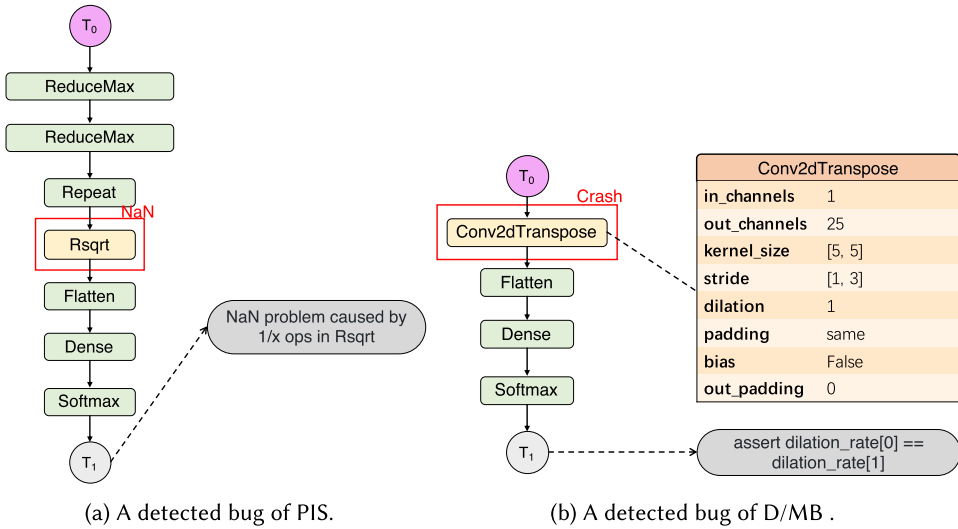 T0
ReduceMax
ReduceMax
Repeat
NaN
Rsqrt
Flatten
Dense
Softmax
T1
NaN problem caused by
1/x ops in Rsqrt
(a) A detected bug of PIS.
T0
Crash
Conv2dTranspose
Flatten
Dense
Softmax
T1
Conv2dTranspose
in_channels 1
out_channels 25
kernel_size [5, 5]
stride [1, 3]
dilation 1
padding same
bias False
out_padding 0
assert dilation_rate[0] ==
dilation_rate[1]
(b) A detected bug of D/MB .